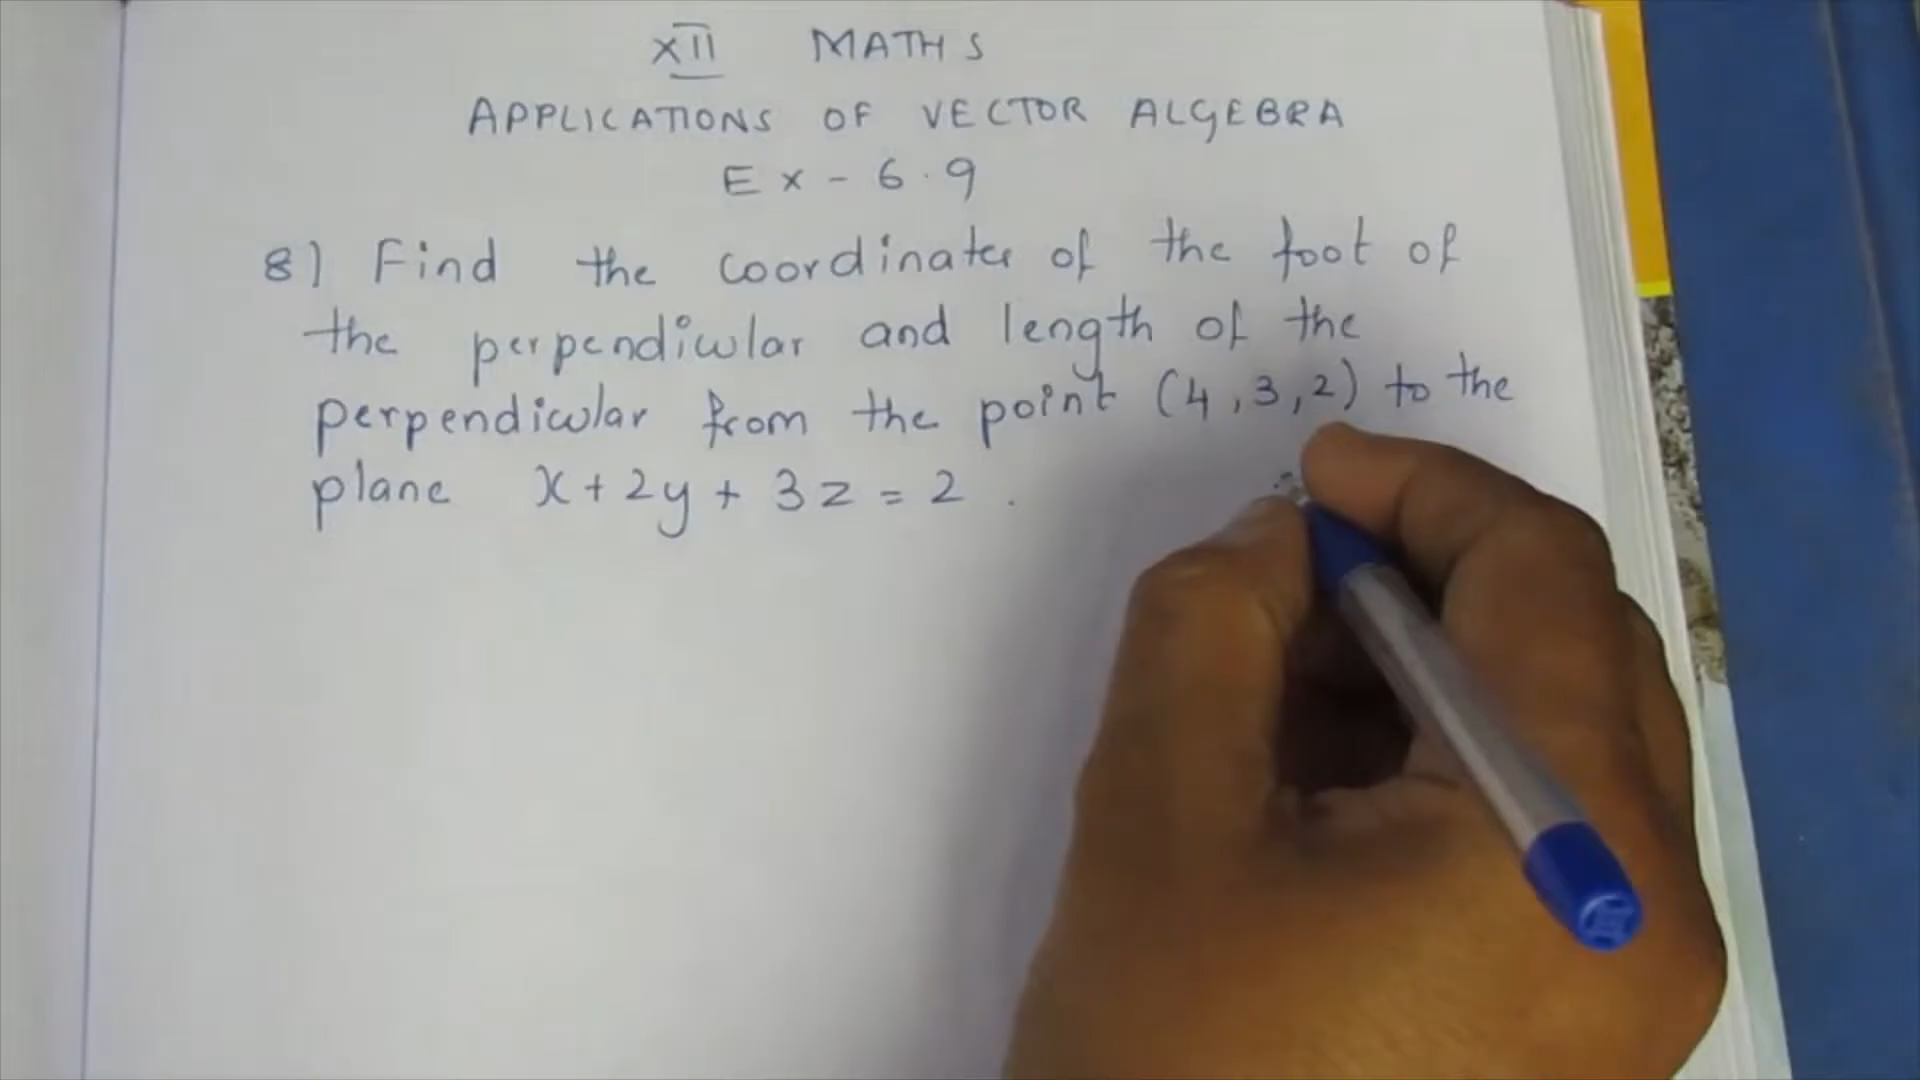 XII MATHS
APPLICATIONS OF VECTOR ALGEBRA
Ex - 6.9
8) Find the coordinates of the foot of
the perpendicular and length of the
perpendicular from the point (4,3,2) to the
plane x + 2y + 3z = 2.